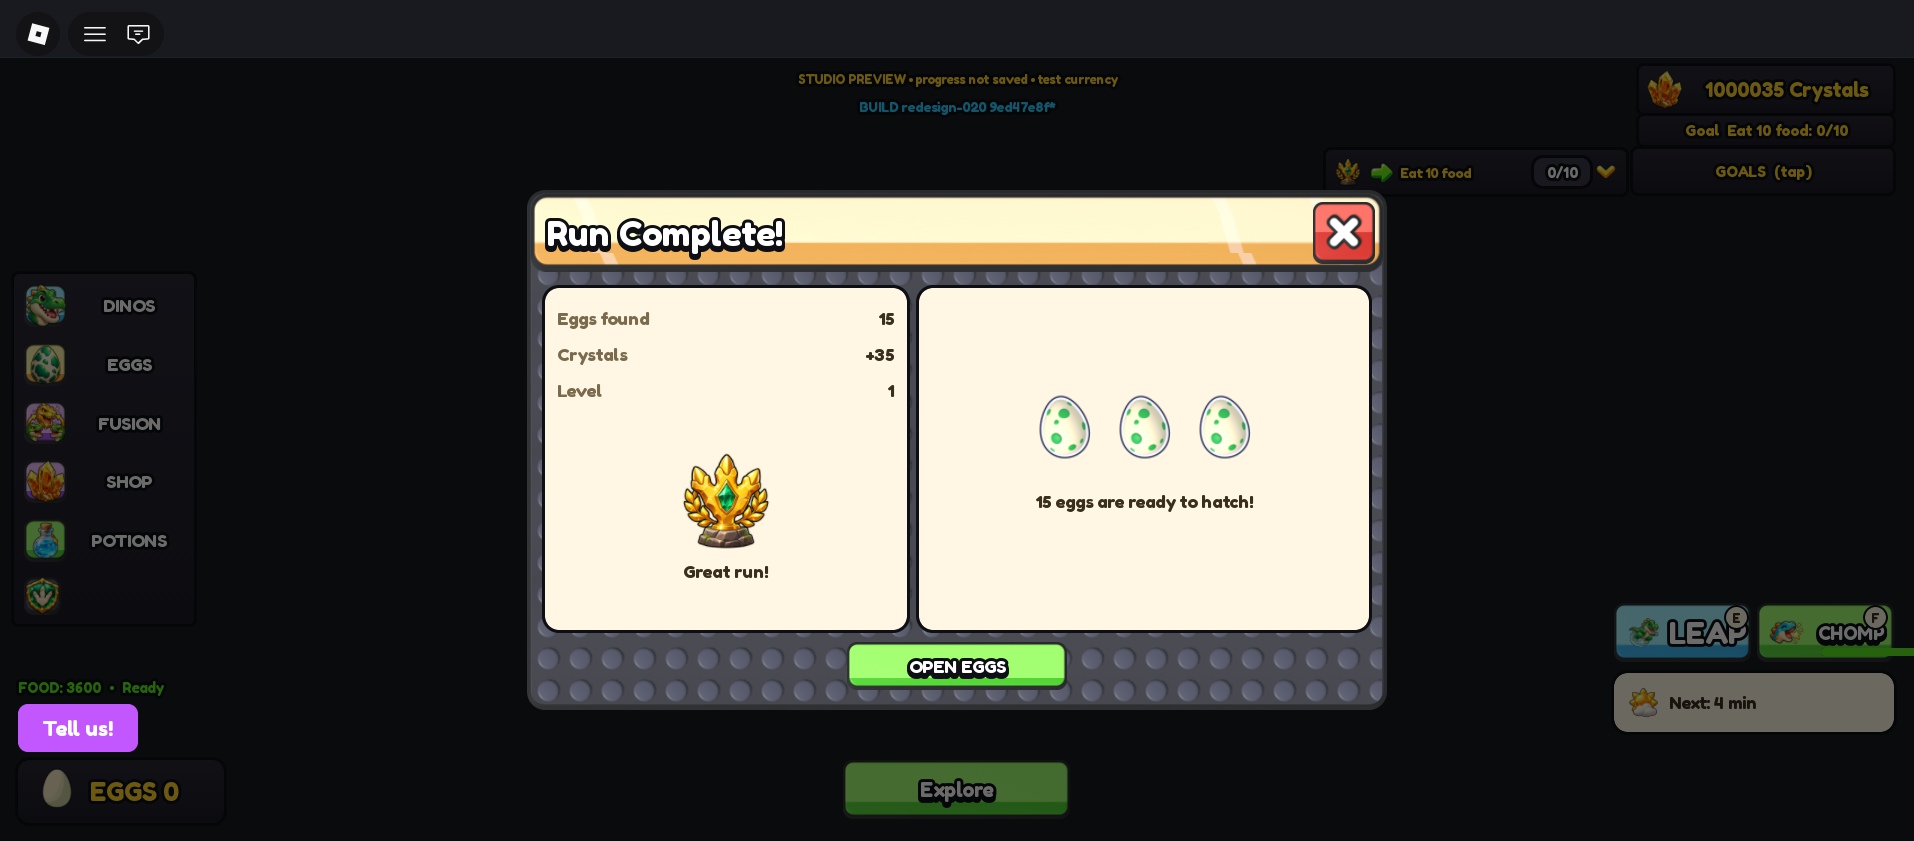 STUDIO PREVIEW • progress not saved • test currency
BUILD redesign-020 9ed47e8f*
1000035 Crystals
Goal Eat 10 food: 0/10
Eat 10 food
0/10
GOALS (tap)
Run Complete!
Eggs found 15
Crystals +35
Level 1
Great run!
15 eggs are ready to hatch!
OPEN EGGS
DINOS
EGGS
FUSION
SHOP
POTIONS
LEAP
E
CHOMP
F
Next: 4 min
FOOD: 3600 • Ready
Tell us!
EGGS 0
Explore